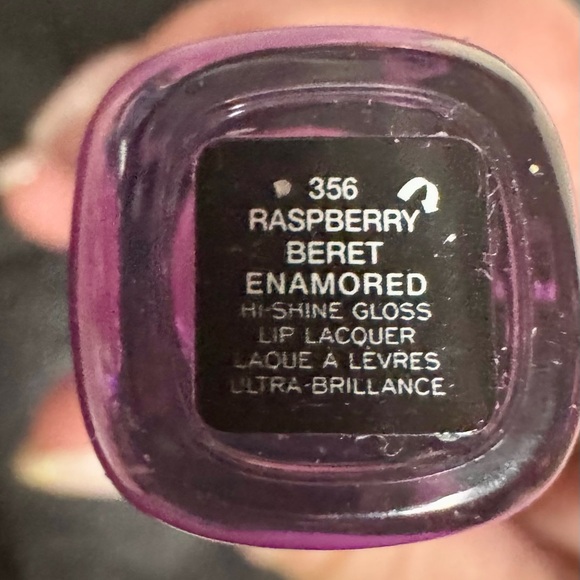 356
RASPBERRY
BERET
ENAMORED
HI-SHINE GLOSS
LIP LACQUER
LAQUE À LÈVRES
ULTRA-BRILLANCE